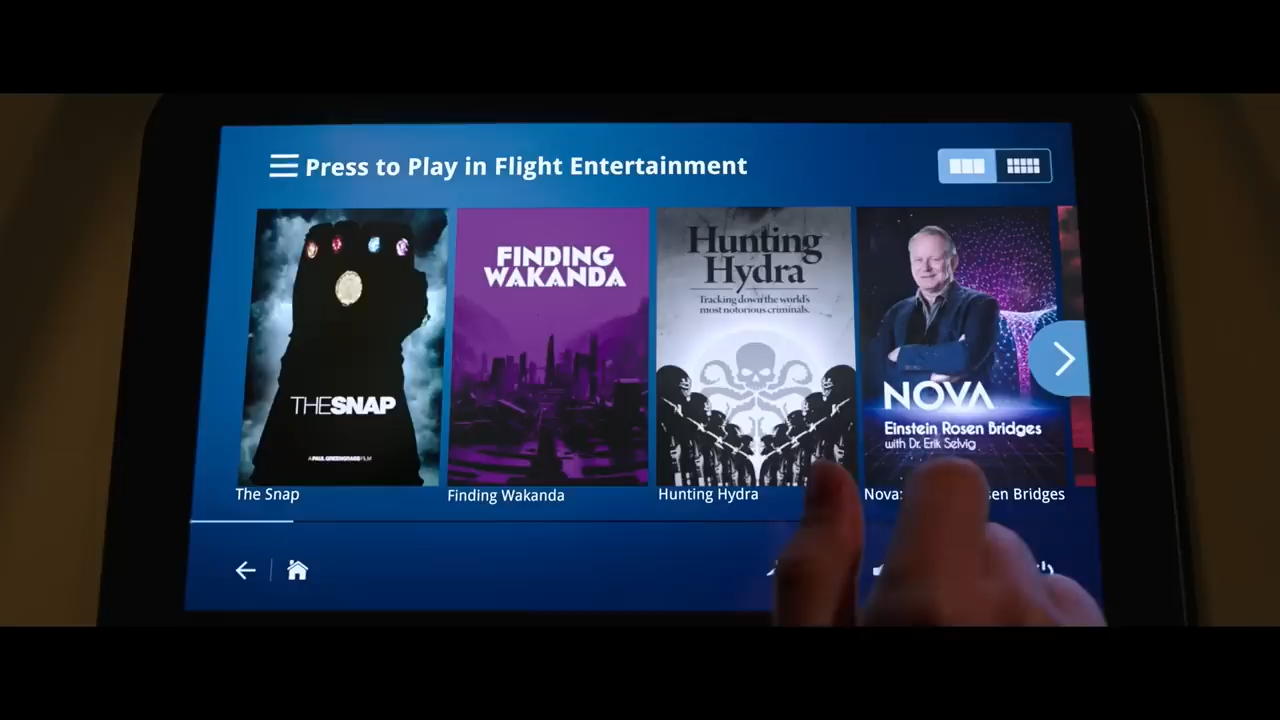 Press to Play in Flight Entertainment
THE SNAP
A PAUL GREENGRASS FILM
The Snap
FINDING
WAKANDA
Finding Wakanda
Hunting
Hydra
Tracking down the world's
most notorious criminals.
Hunting Hydra
NOVA
Einstein Rosen Bridges
with Dr. Erik Selvig
Nova: sen Bridges